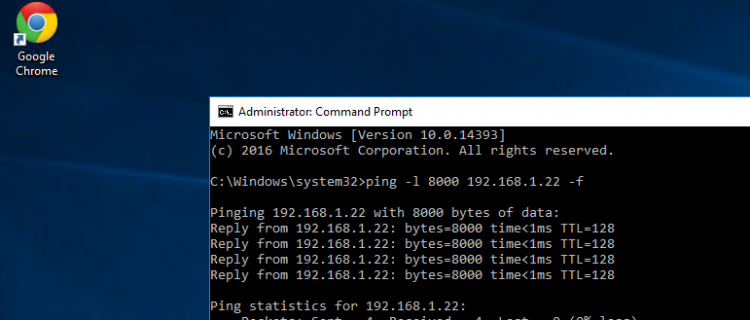 Google
Chrome
Administrator: Command Prompt
Microsoft Windows [Version 10.0.14393]
(c) 2016 Microsoft Corporation. All rights reserved.
C:\Windows\system32>ping -l 8000 192.168.1.22 -f
Pinging 192.168.1.22 with 8000 bytes of data:
Reply from 192.168.1.22: bytes=8000 time<1ms TTL=128
Reply from 192.168.1.22: bytes=8000 time<1ms TTL=128
Reply from 192.168.1.22: bytes=8000 time<1ms TTL=128
Reply from 192.168.1.22: bytes=8000 time<1ms TTL=128
Ping statistics for 192.168.1.22: